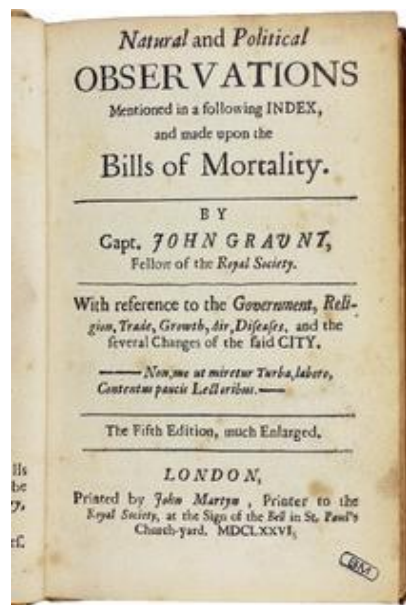 Natural and Political
OBSERVATIONS
Mentioned in a following INDEX,
and made upon the
Bills of Mortality.
BY
Capt. JOHN GRAUNT,
Fellow of the Royal Society.
With reference to the Government, Reli-
gion, Trade, Growth, Air, Diseases, and the
several Changes of the said CITY.
—— Non, me ut miretur Turba, laboro,
Contentus paucis Lectoribus. ——
The Fifth Edition, much Enlarged.
LONDON,
Printed by John Martyn, Printer to the
Royal Society, at the Sign of the Bell in St. Paul's
Church-yard. MDCLXXVI.
BM